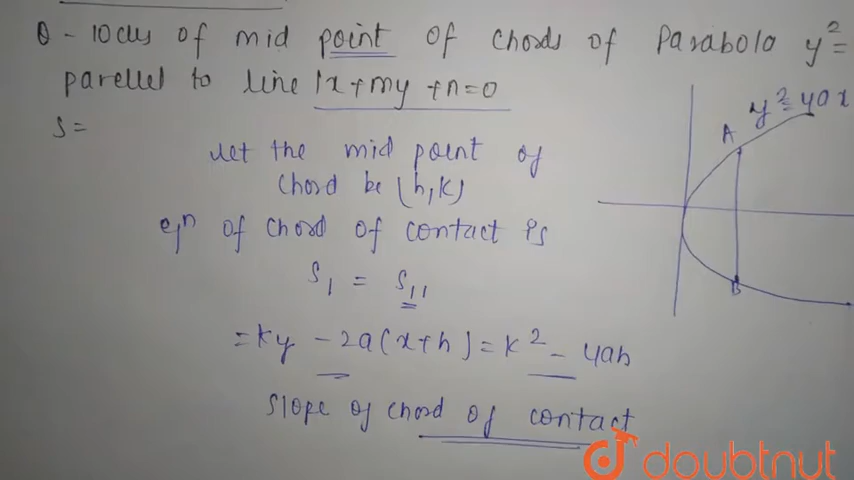 Q - locus of mid point of chords of Parabola y² =
parellel to line lx + my + n = 0
S =
y² = 4ax
A
let the mid point of
chord be (h, k)
eqn of chord of contact is
S₁ = S₁₁
B
= ky - 2a(x+h) = k² - 4ah
slope of chord of contact
doubtnut